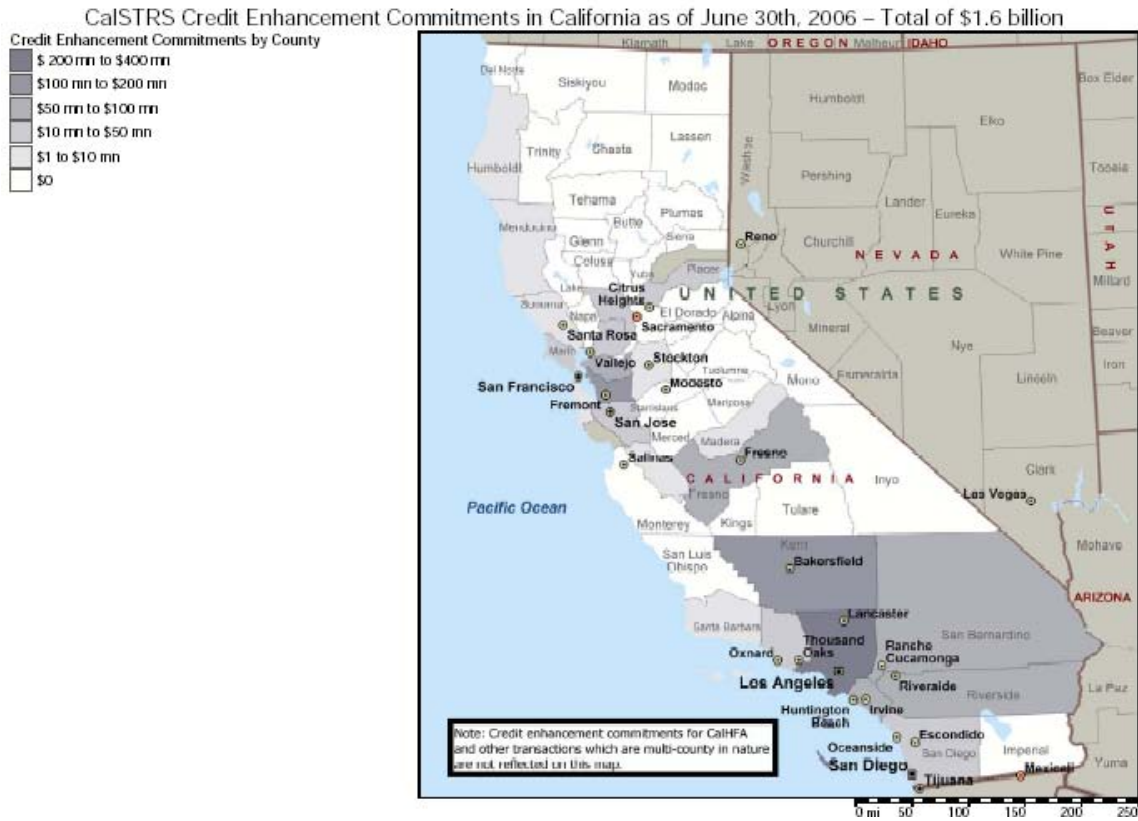 CalSTRS Credit Enhancement Commitments in California as of June 30th, 2006 – Total of $1.6 billion
Credit Enhancement Commitments by County
$ 200 mn to $400 mn
$100 mn to $200 mn
$50 mn to $100 mn
$10 mn to $50 mn
$1 to $10 mn
$0
Klamath
Lake
OREGON
Malheur
IDAHO
Del Norte
Siskiyou
Modoc
Humboldt
Elko
Box Elder
Humboldt
Trinity
Shasta
Lassen
Washoe
Pershing
Lander
Eureka
Tooele
UTAH
Tehama
Plumas
Butte
Mendocino
Glenn
Sierra
Reno
Churchill
NEVADA
White Pine
Colusa
Yuba
Placer
Millard
Lake
Citrus
Heights
UNITED STATES
Lyon
Napa
El Dorado
Alpine
Sacramento
Mineral
Beaver
Santa Rosa
Nye
Marin
Vallejo
Stockton
Tuolumne
Mono
Esmeralda
Lincoln
Iron
San Francisco
Modesto
Fremont
Stanislaus
Mariposa
San Jose
Merced
Madera
Salinas
Fresno
Clark
CALIFORNIA
Inyo
Las Vegas
Fresno
Pacific Ocean
Tulare
Monterey
Kings
Mohave
San Luis
Obispo
Kern
Bakersfield
ARIZONA
Lancaster
Santa Barbara
Thousand
Oaks
San Bernardino
Oxnard
Rancho
Cucamonga
Los Angeles
Riverside
Riverside
La Paz
Huntington
Beach
Irvine
Note: Credit enhancement commitments for CalHFA
and other transactions which are multi-county in nature
are not reflected on this map.
Oceanside
Escondido
San Diego
Imperial
San Diego
Mexicali
Yuma
Tijuana
0 mi 50 100 150 200 250